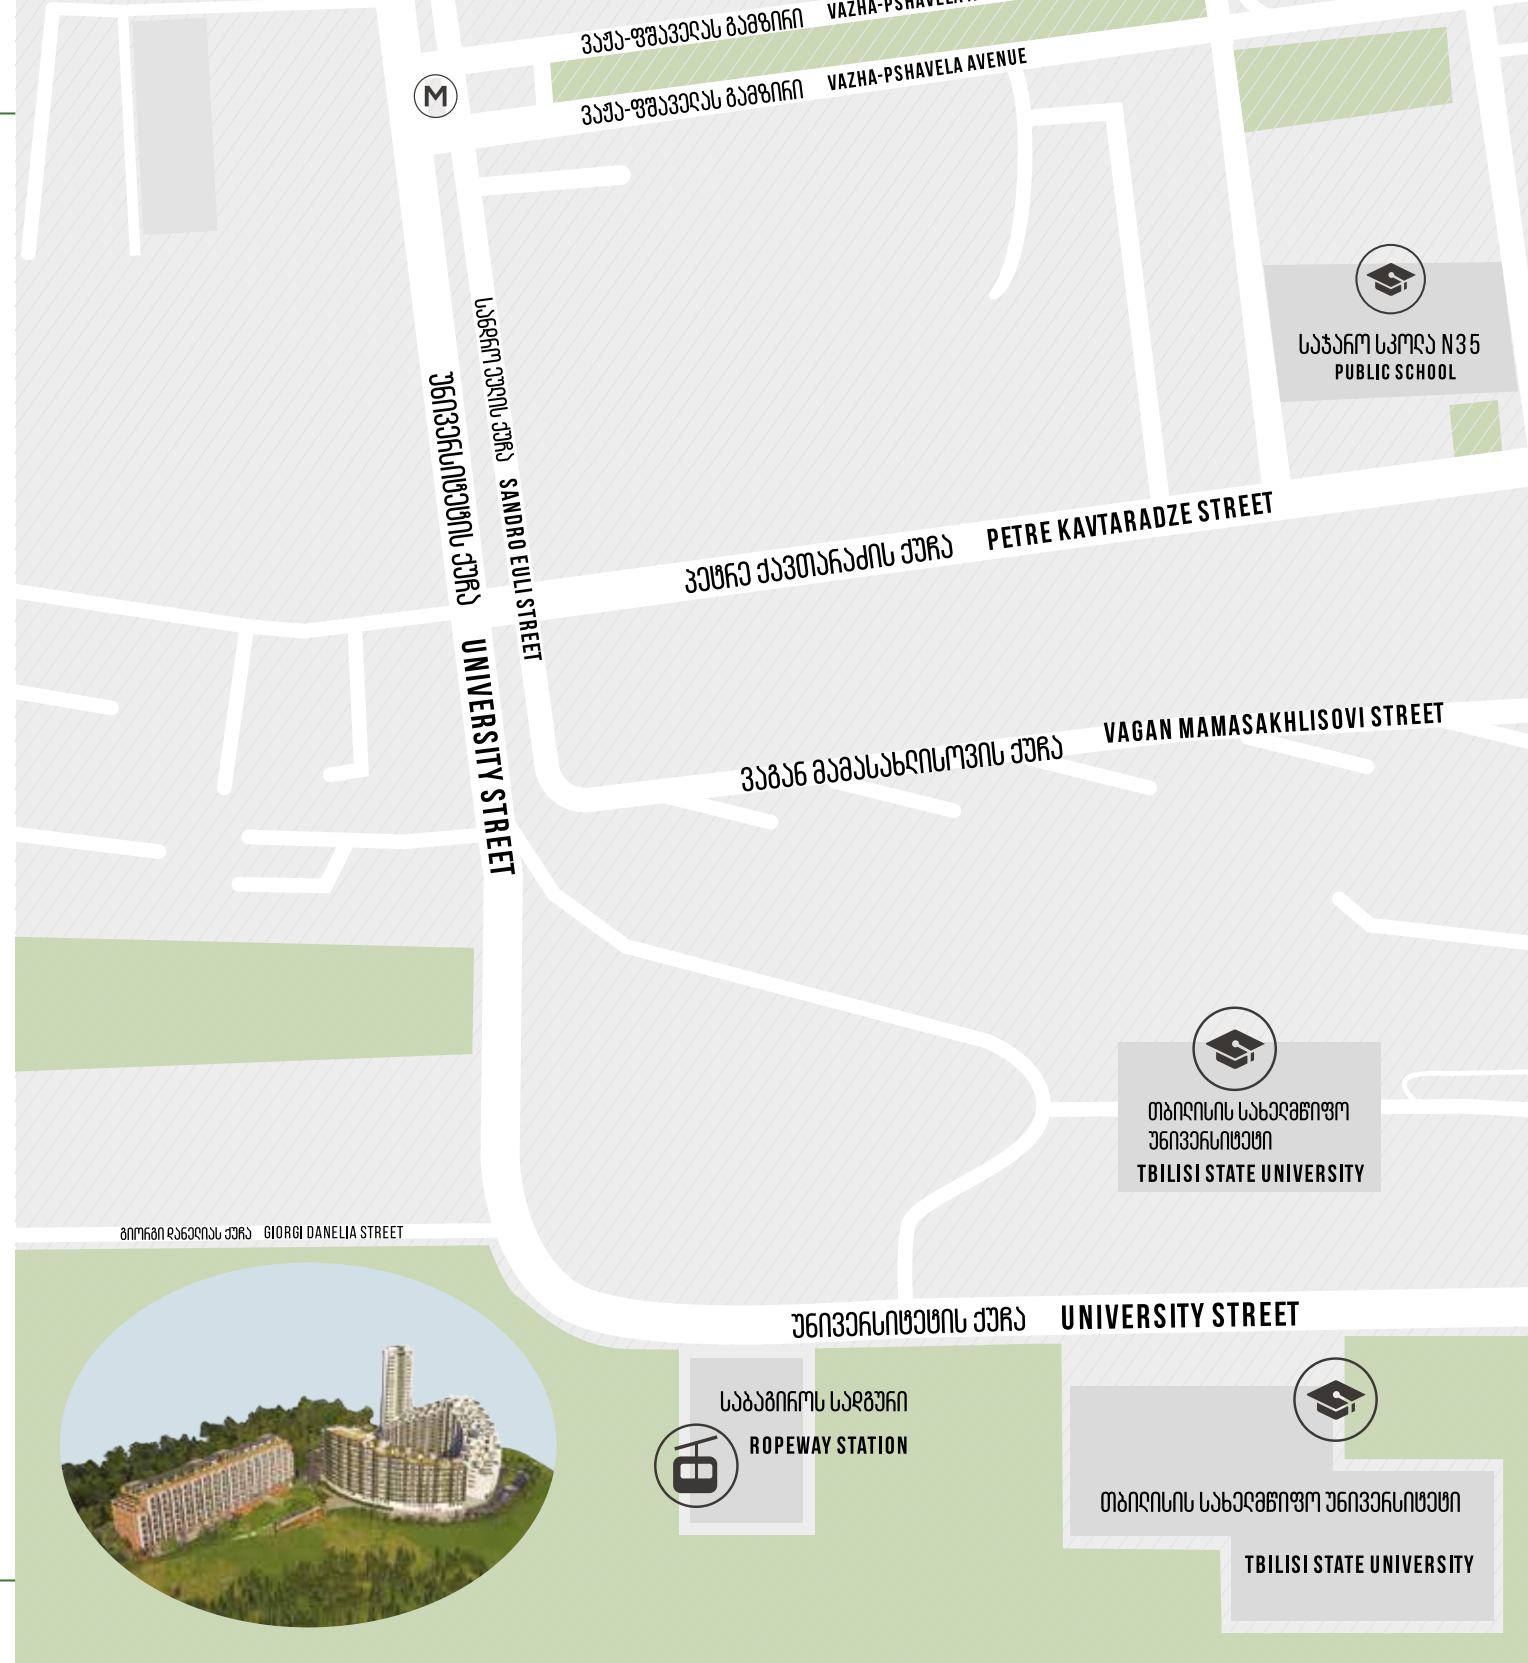 ვაჟა-ფშაველას გამზირი VAZHA-PSHAVELA
ვაჟა-ფშაველას გამზირი VAZHA-PSHAVELA AVENUE
M
საჯარო სკოლა N35
PUBLIC SCHOOL
სანდრო ეულის ქუჩა SANDRO EULI STREET
უნივერსიტეტის ქუჩა UNIVERSITY STREET
პეტრე ქავთარაძის ქუჩა PETRE KAVTARADZE STREET
ვაგან მამასახლისოვის ქუჩა VAGAN MAMASAKHLISOVI STREET
თბილისის სახელმწიფო
უნივერსიტეტი
TBILISI STATE UNIVERSITY
გიორგი დანელიას ქუჩა GIORGI DANELIA STREET
უნივერსიტეტის ქუჩა UNIVERSITY STREET
საბაგიროს სადგური
ROPEWAY STATION
თბილისის სახელმწიფო უნივერსიტეტი
TBILISI STATE UNIVERSITY